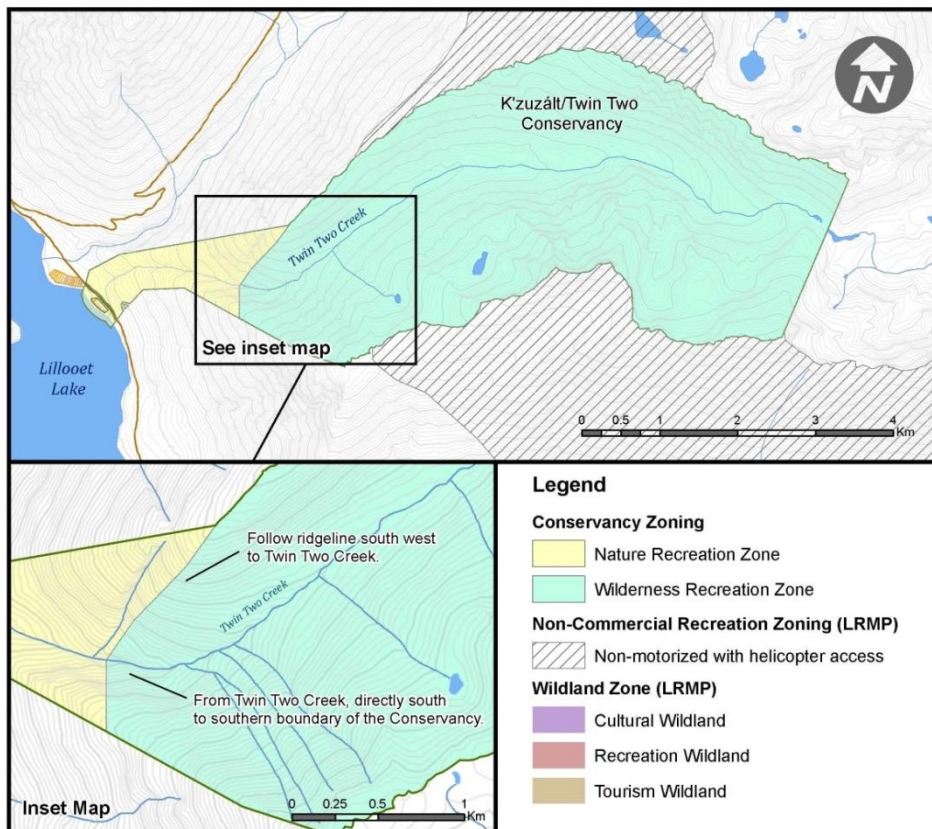 N
K'zuzált/Twin Two
Conservancy
Twin Two Creek
See inset map
Lillooet
Lake
0 0.5 1 2 3 4
Km
Follow ridgeline south west
to Twin Two Creek.
Twin Two Creek
From Twin Two Creek, directly south
to southern boundary of the Conservancy.
0 0.25 0.5 1
Km
Inset Map
Legend
Conservancy Zoning
Nature Recreation Zone
Wilderness Recreation Zone
Non-Commercial Recreation Zoning (LRMP)
Non-motorized with helicopter access
Wildland Zone (LRMP)
Cultural Wildland
Recreation Wildland
Tourism Wildland